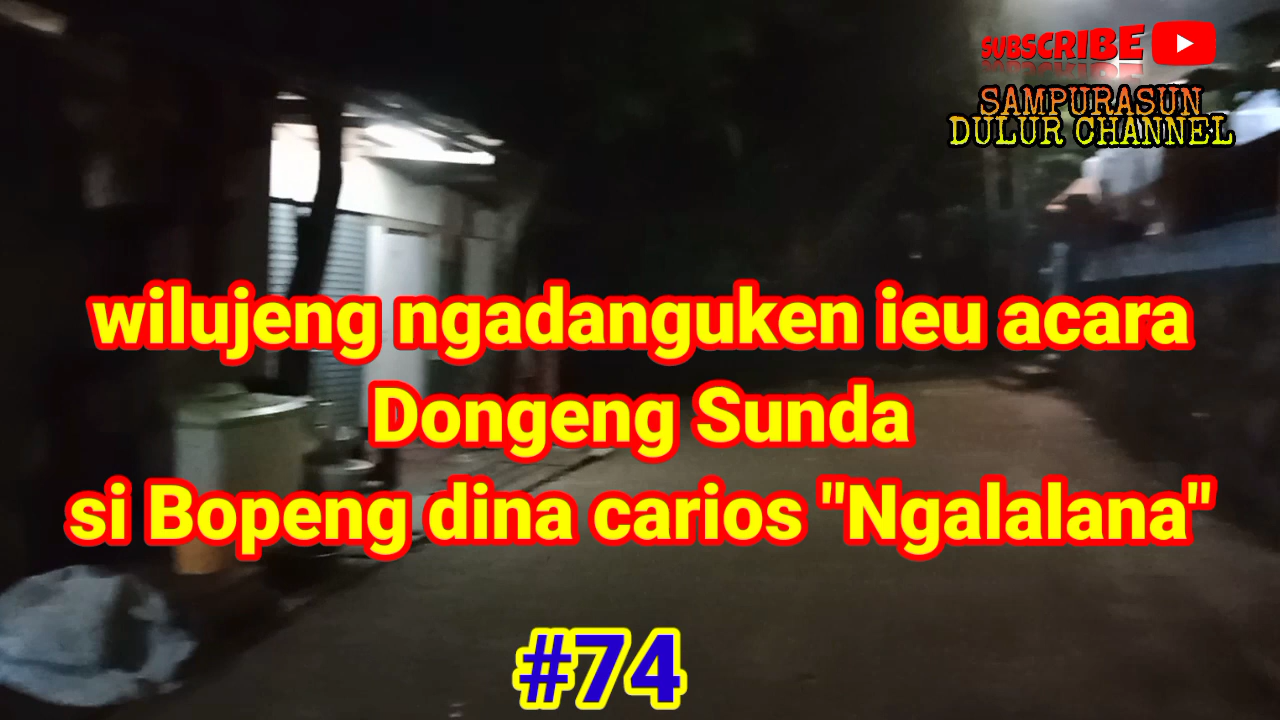 SUBSCRIBE
SAMPURASUN
DULUR CHANNEL
wilujeng ngadanguken ieu acara
Dongeng Sunda
si Bopeng dina carios "Ngalalana"
#74